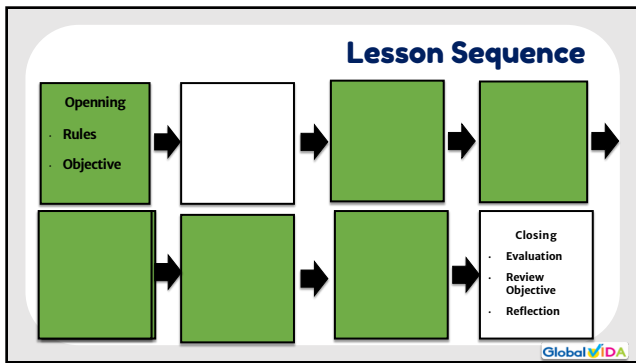 Lesson Sequence
Openning
· Rules
· Objective
Closing
· Evaluation
· Review
Objective
· Reflection
Global VIDA